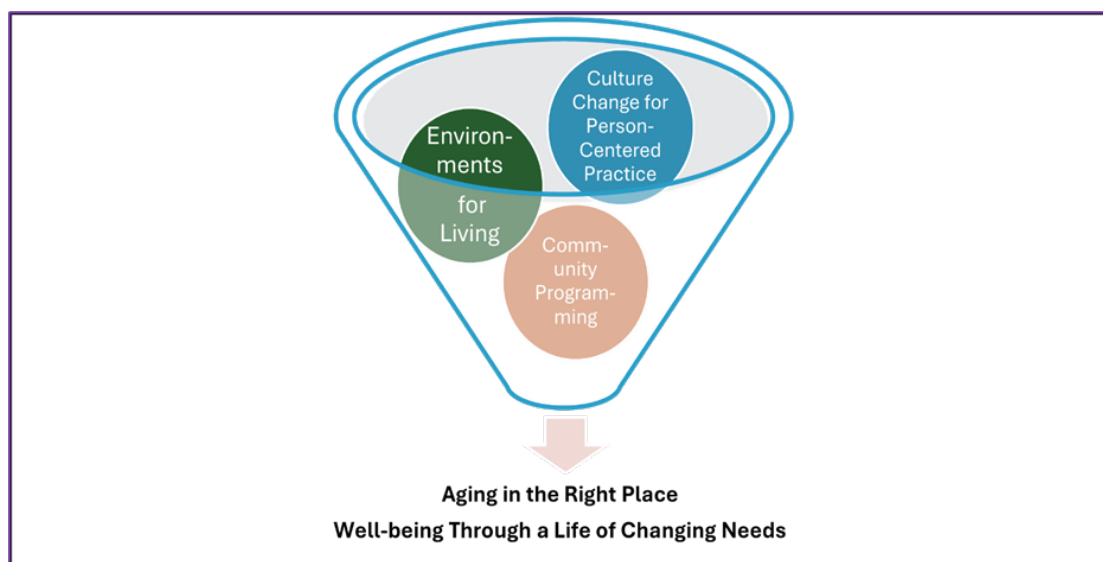 Culture
Change for
Person-
Centered
Practice
Environ-
ments
for
Living
Comm-
unity
Program-
ming
Aging in the Right Place
Well-being Through a Life of Changing Needs